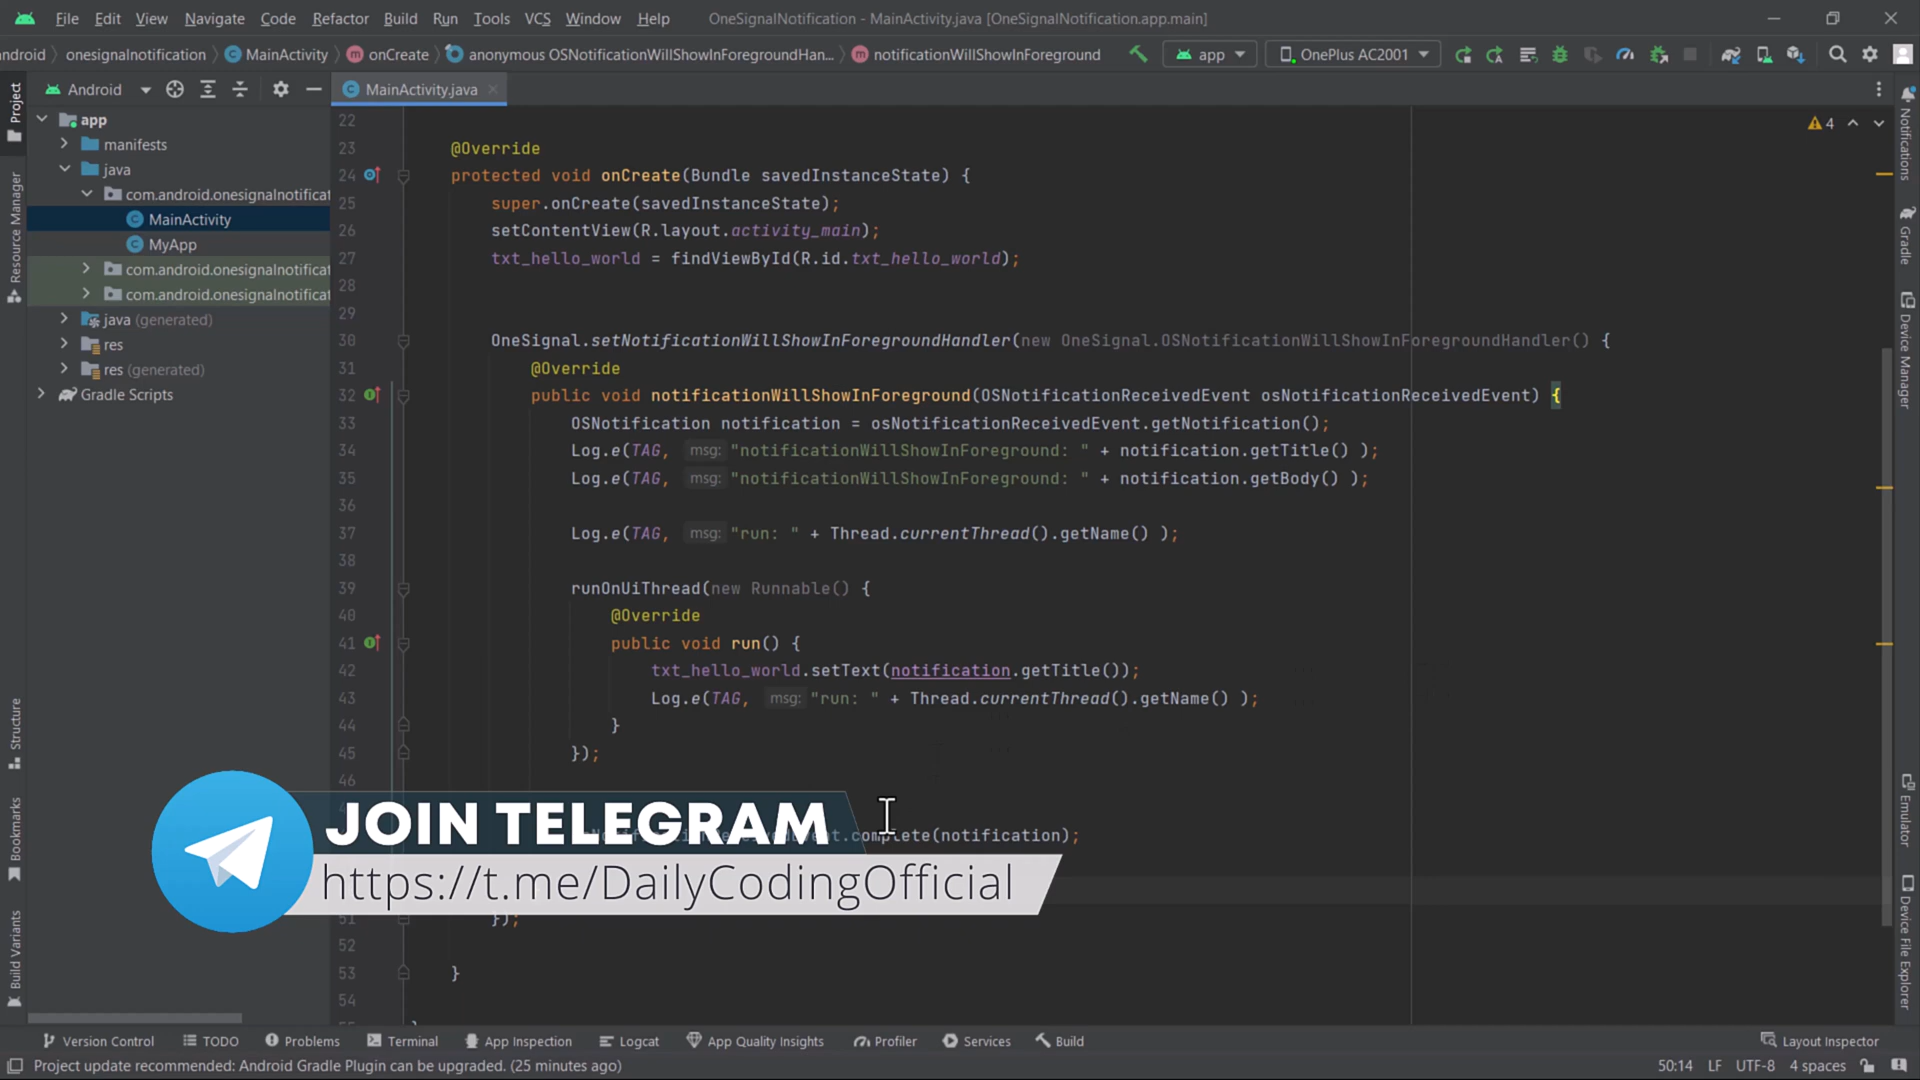 File Edit View Navigate Code Refactor Build Run Tools VCS Window Help OneSignalNotification - MainActivity.java [OneSignalNotification.app.main]
android onesignalnotification MainActivity onCreate anonymous OSNotificationWillShowInForegroundHan... notificationWillShowInForeground app OnePlus AC2001
Android
MainActivity.java
Project
Resource Manager
Structure
Bookmarks
Build Variants
app
manifests
java
com.android.onesignalnotificat
MainActivity
MyApp
com.android.onesignalnotificat
com.android.onesignalnotificat
java (generated)
res
res (generated)
Gradle Scripts
4
22
23 @Override
24 protected void onCreate(Bundle savedInstanceState) {
25 super.onCreate(savedInstanceState);
26 setContentView(R.layout.activity_main);
27 txt_hello_world = findViewById(R.id.txt_hello_world);
28
29
30 OneSignal.setNotificationWillShowInForegroundHandler(new OneSignal.OSNotificationWillShowInForegroundHandler() {
31 @Override
32 public void notificationWillShowInForeground(OSNotificationReceivedEvent osNotificationReceivedEvent) {
33 OSNotification notification = osNotificationReceivedEvent.getNotification();
34 Log.e(TAG, msg: "notificationWillShowInForeground: " + notification.getTitle() );
35 Log.e(TAG, msg: "notificationWillShowInForeground: " + notification.getBody() );
36
37 Log.e(TAG, msg: "run: " + Thread.currentThread().getName() );
38
39 runOnUiThread(new Runnable() {
40 @Override
41 public void run() {
42 txt_hello_world.setText(notification.getTitle());
43 Log.e(TAG, msg: "run: " + Thread.currentThread().getName() );
44 }
45 });
46
.complete(notification);
JOIN TELEGRAM
https://t.me/DailyCodingOfficial
51 });
52
53 }
54
Notifications
Gradle
Device Manager
Emulator
Device File Explorer
Version Control TODO Problems Terminal App Inspection Logcat App Quality Insights Profiler Services Build Layout Inspector
Project update recommended: Android Gradle Plugin can be upgraded. (25 minutes ago) 50:14 LF UTF-8 4 spaces